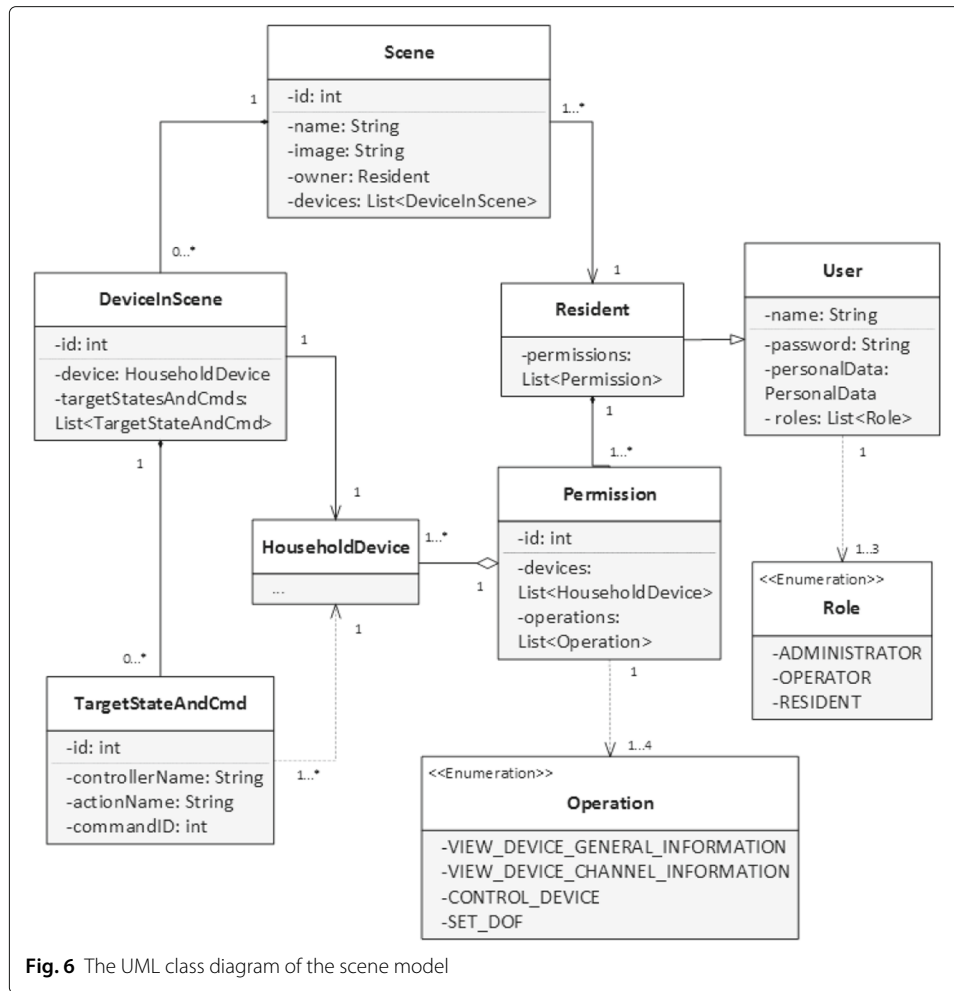 Scene
-id: int
-name: String
-image: String
-owner: Resident
-devices: List<DeviceInScene>
1
1...*
0...*
1
DeviceInScene
-id: int
-device: HouseholdDevice
-targetStatesAndCmds:
List<TargetStateAndCmd>
1
1
Resident
-permissions:
List<Permission>
1
User
-name: String
-password: String
-personalData:
PersonalData
- roles: List<Role>
1
1...*
1
HouseholdDevice
...
1...*
1
1
Permission
-id: int
-devices:
List<HouseholdDevice>
-operations:
List<Operation>
1
1...3
<<Enumeration>>
Role
-ADMINISTRATOR
-OPERATOR
-RESIDENT
0...*
TargetStateAndCmd
-id: int
-controllerName: String
-actionName: String
-commandID: int
1...*
1...4
<<Enumeration>>
Operation
-VIEW_DEVICE_GENERAL_INFORMATION
-VIEW_DEVICE_CHANNEL_INFORMATION
-CONTROL_DEVICE
-SET_DOF
Fig. 6 The UML class diagram of the scene model